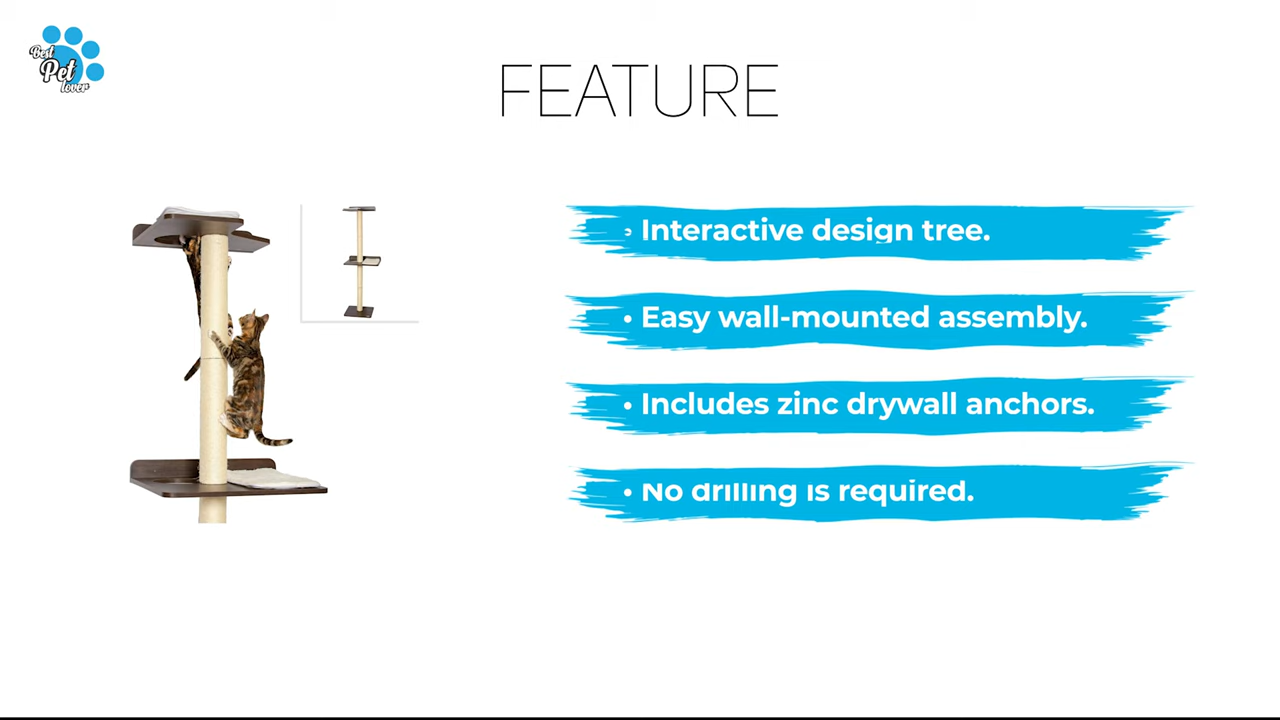 Best
Pet
lover
FEATURE
• Interactive design tree.
• Easy wall-mounted assembly.
• Includes zinc drywall anchors.
• No drilling is required.